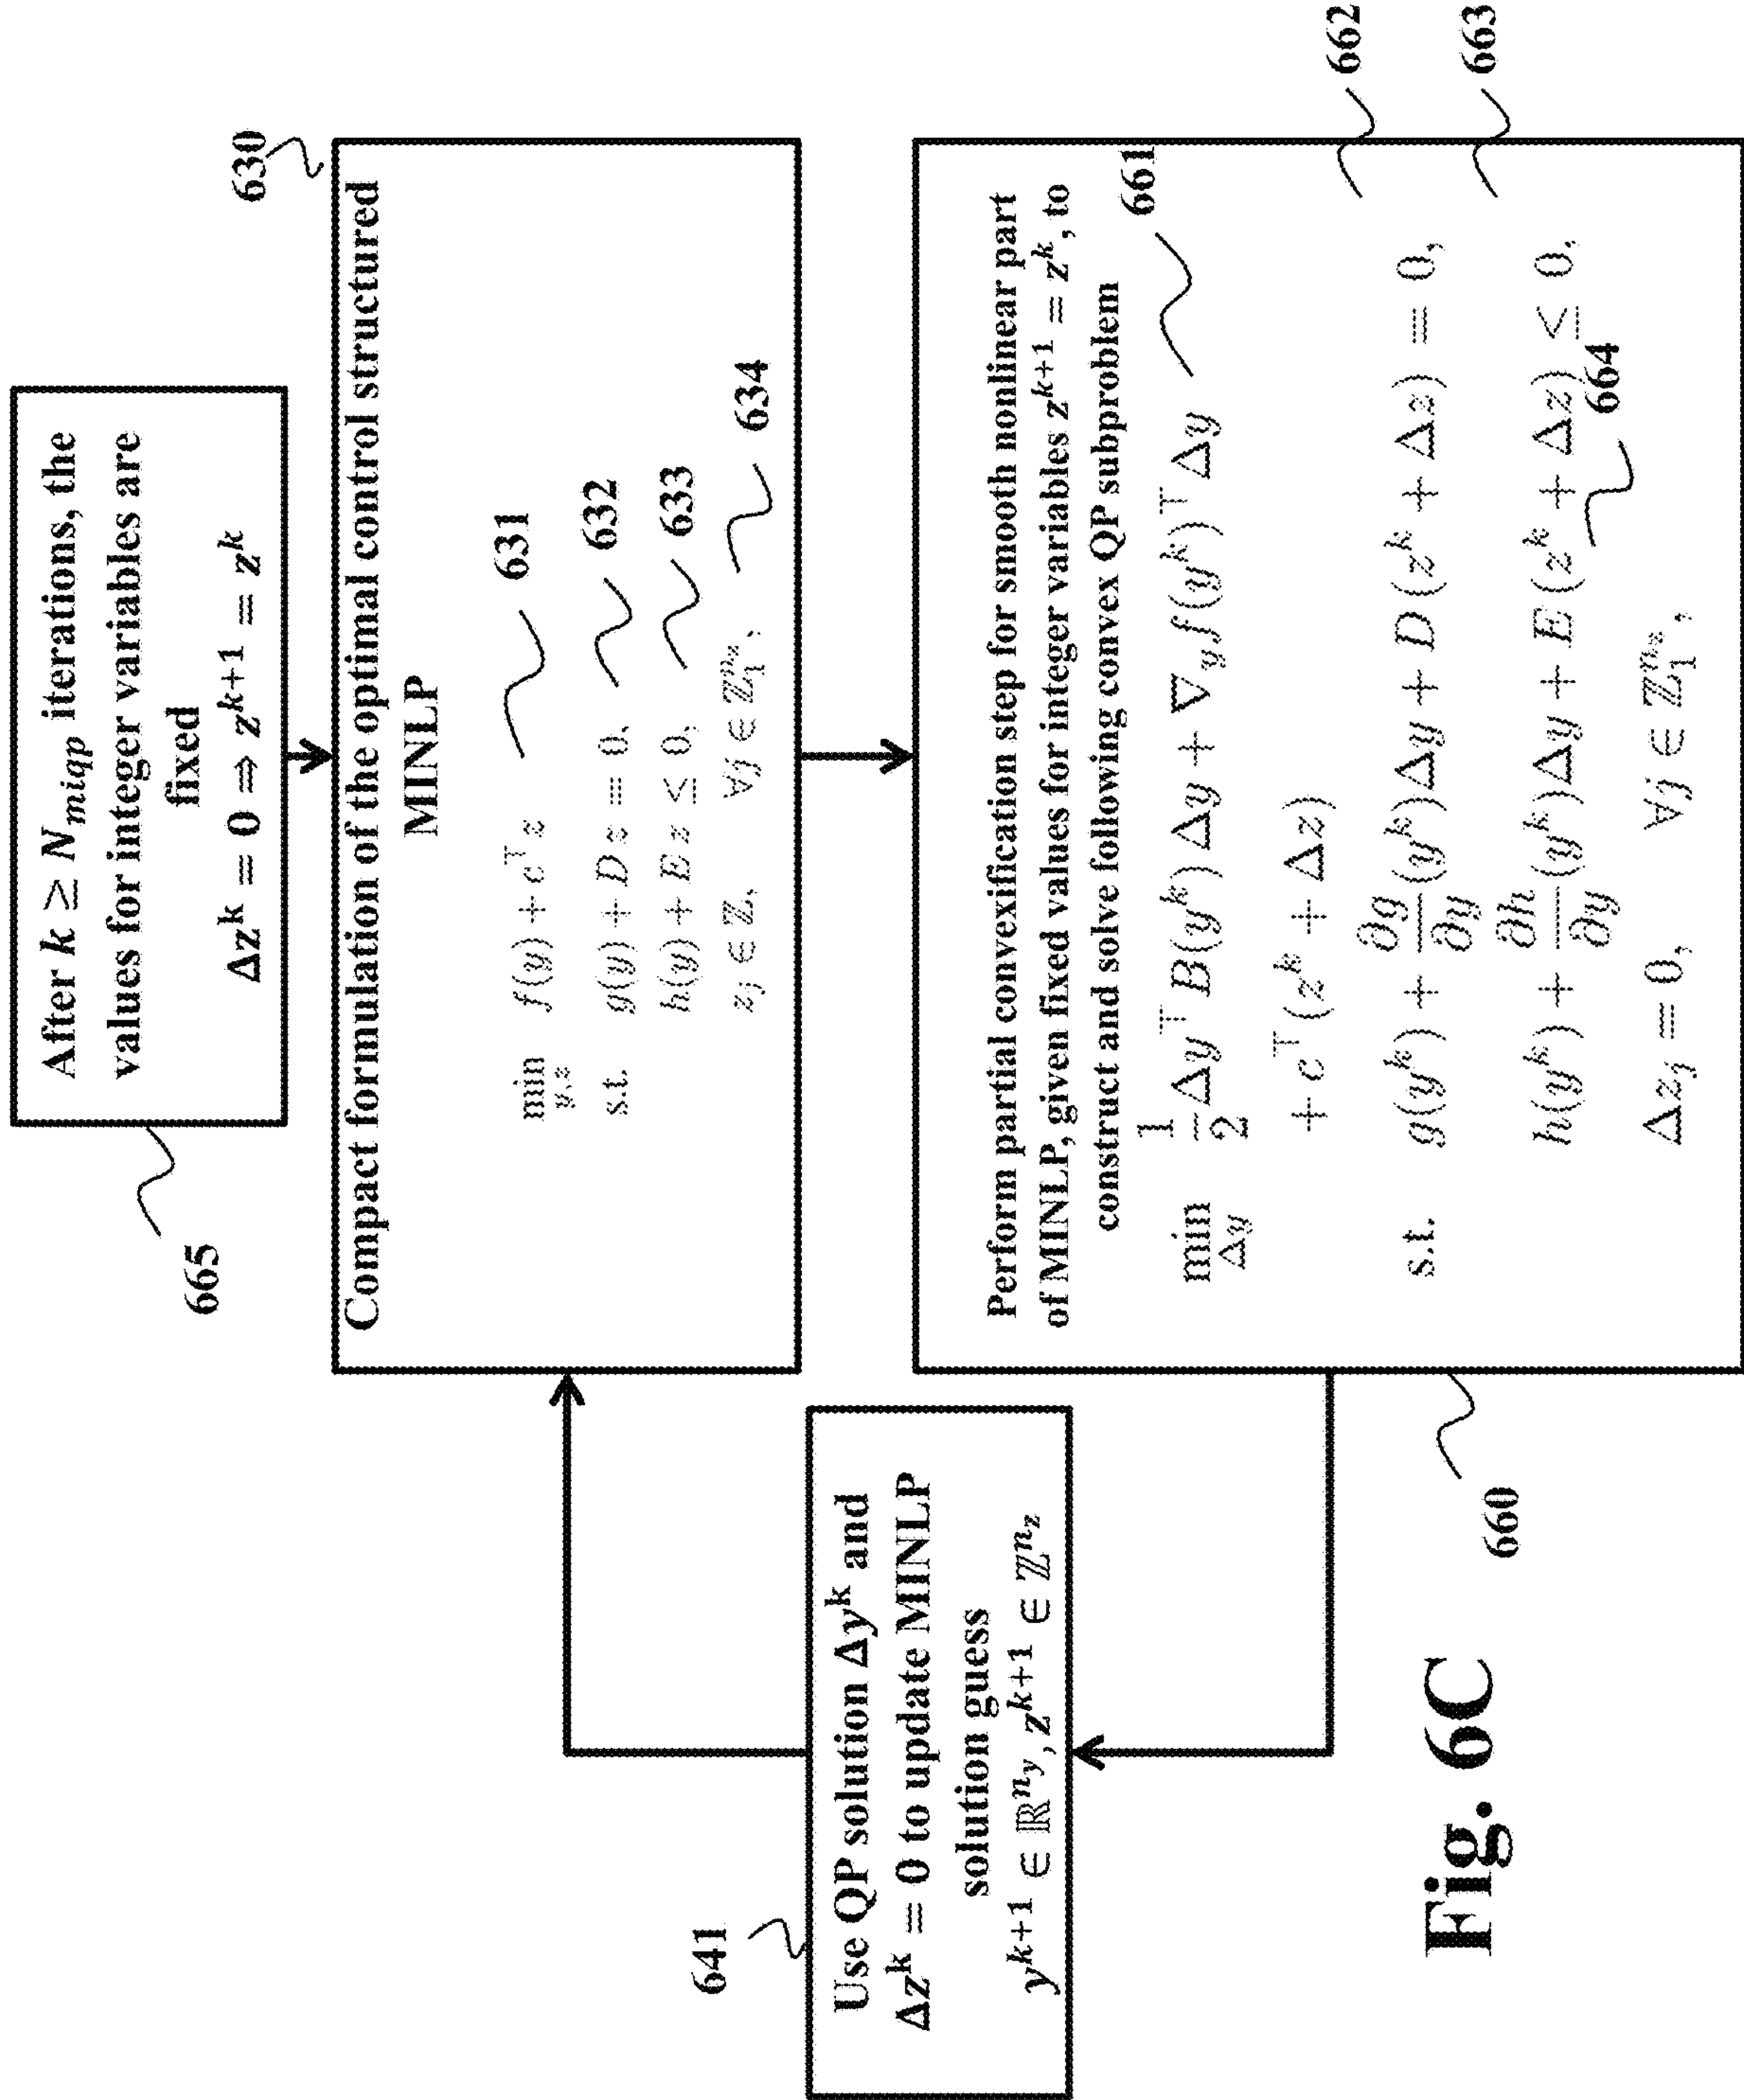 After k ≥ N_miqp iterations, the
values for integer variables are
fixed
Δz^k = 0 ⇒ z^{k+1} = z^k
665
630
Compact formulation of the optimal control structured
MINLP
min_{y,z} f(y) + c^⊤ z
631
s.t. g(y) + D z = 0,
632
h(y) + E z ≤ 0,
633
z_j ∈ ℤ, ∀j ∈ ℤ_1^{n_z},
634
Use QP solution Δy^k and
Δz^k = 0 to update MINLP
solution guess
y^{k+1} ∈ ℝ^{n_y}, z^{k+1} ∈ ℤ^{n_z}
641
Perform partial convexification step for smooth nonlinear part
of MINLP, given fixed values for integer variables z^{k+1} = z^k, to
construct and solve following convex QP subproblem
661
min_{Δy} 1/2 Δy^⊤ B(y^k) Δy + ∇_y f(y^k)^⊤ Δy
+ c^⊤ (z^k + Δz)
662
s.t. g(y^k) + ∂g/∂y (y^k)Δy + D (z^k + Δz) = 0,
663
h(y^k) + ∂h/∂y (y^k)Δy + E (z^k + Δz) ≤ 0,
664
Δz_j = 0, ∀j ∈ ℤ_1^{n_z},
660
Fig. 6C